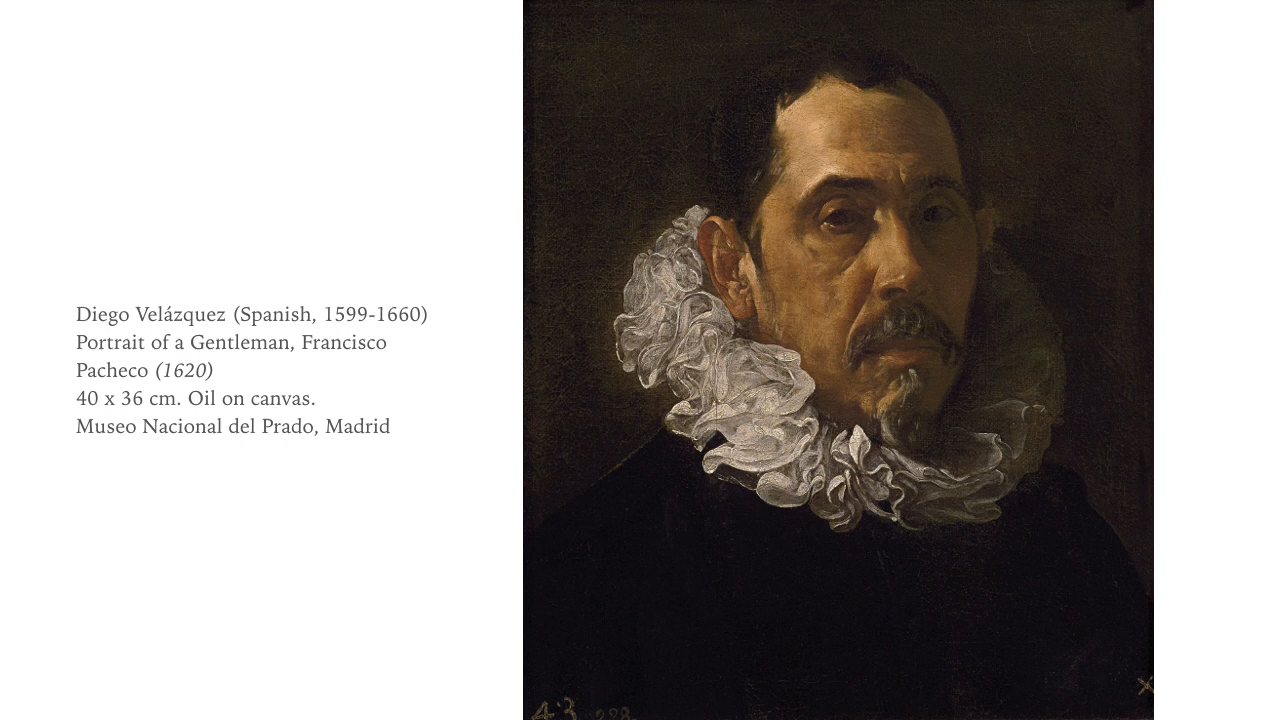 Diego Velázquez (Spanish, 1599-1660)
Portrait of a Gentleman, Francisco
Pacheco (1620)
40 x 36 cm. Oil on canvas.
Museo Nacional del Prado, Madrid
43